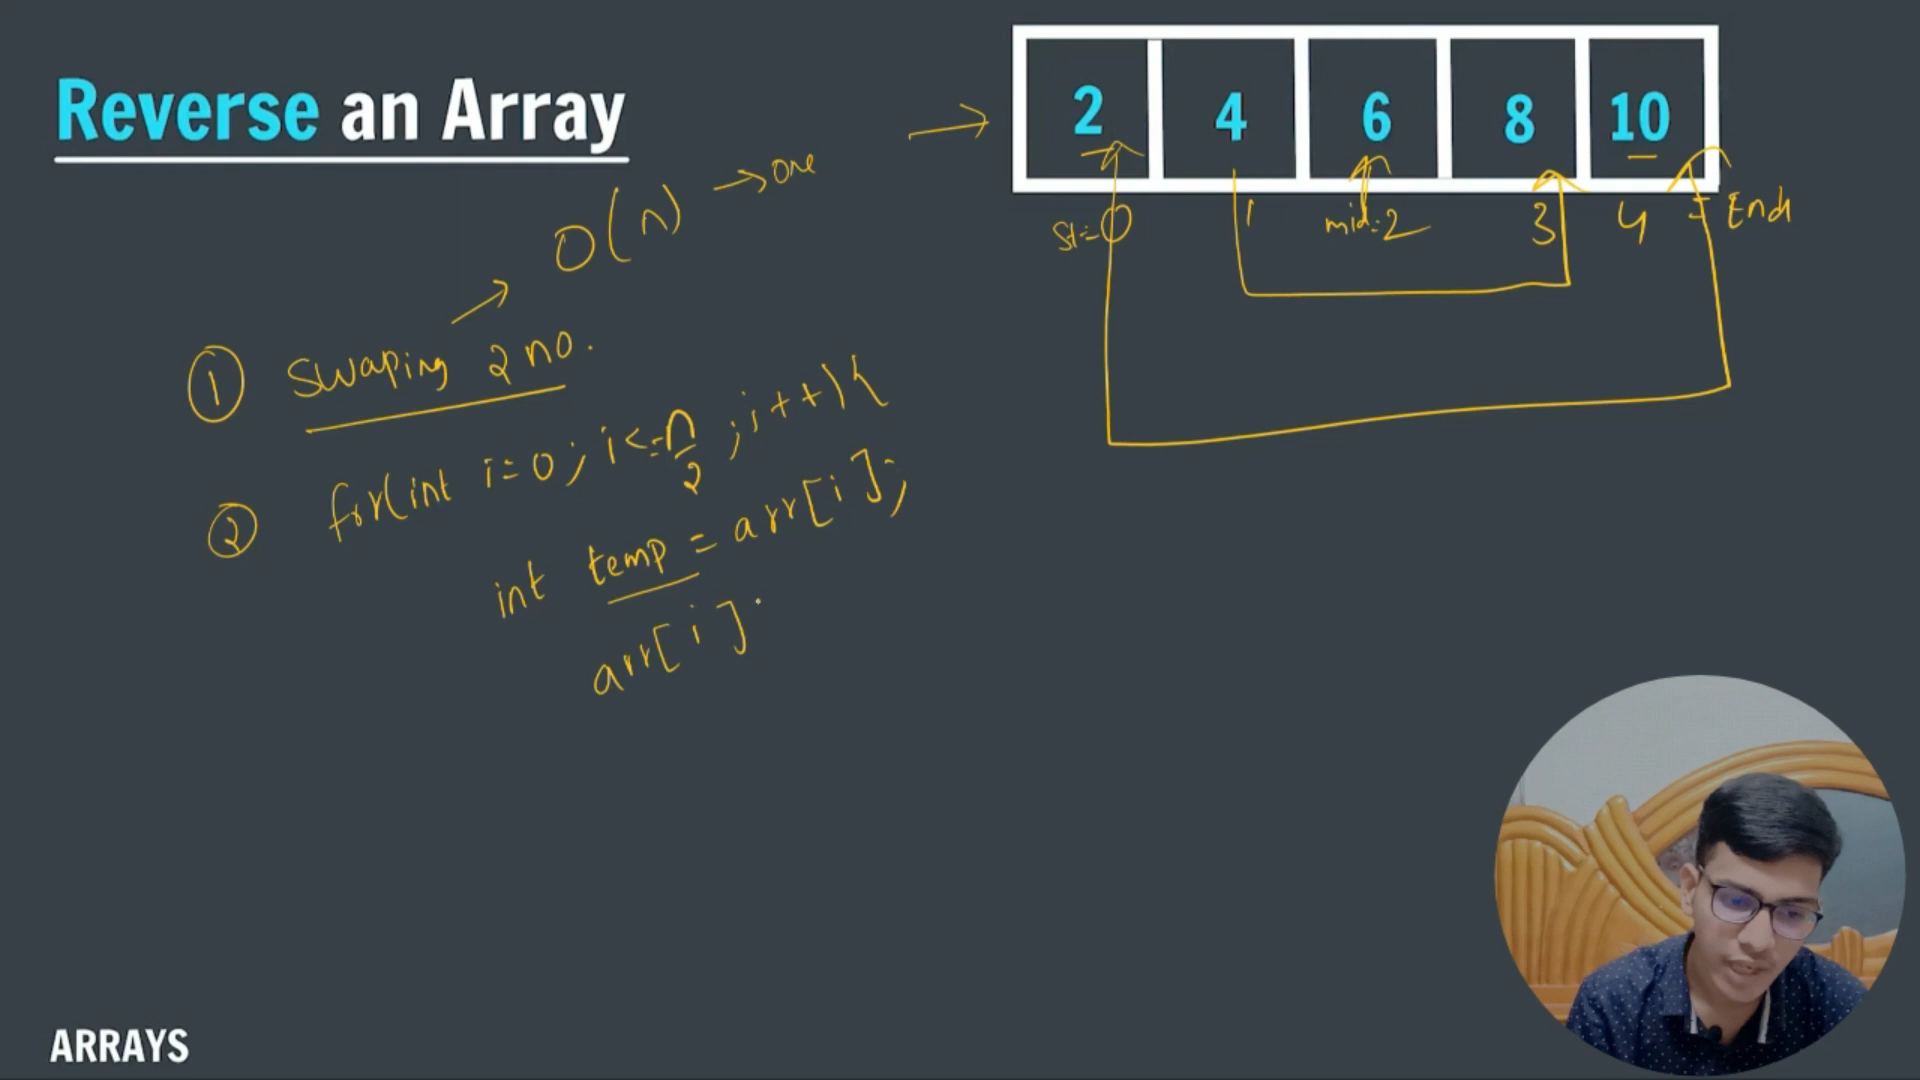 Reverse an Array
2 4 6 8 10
st=0 1 mid=2 3 4 = End
O(n) → one
① Swaping 2 no.
② for(int i=0; i<=n/2; i++){
int temp = arr[i];
arr[i]
ARRAYS